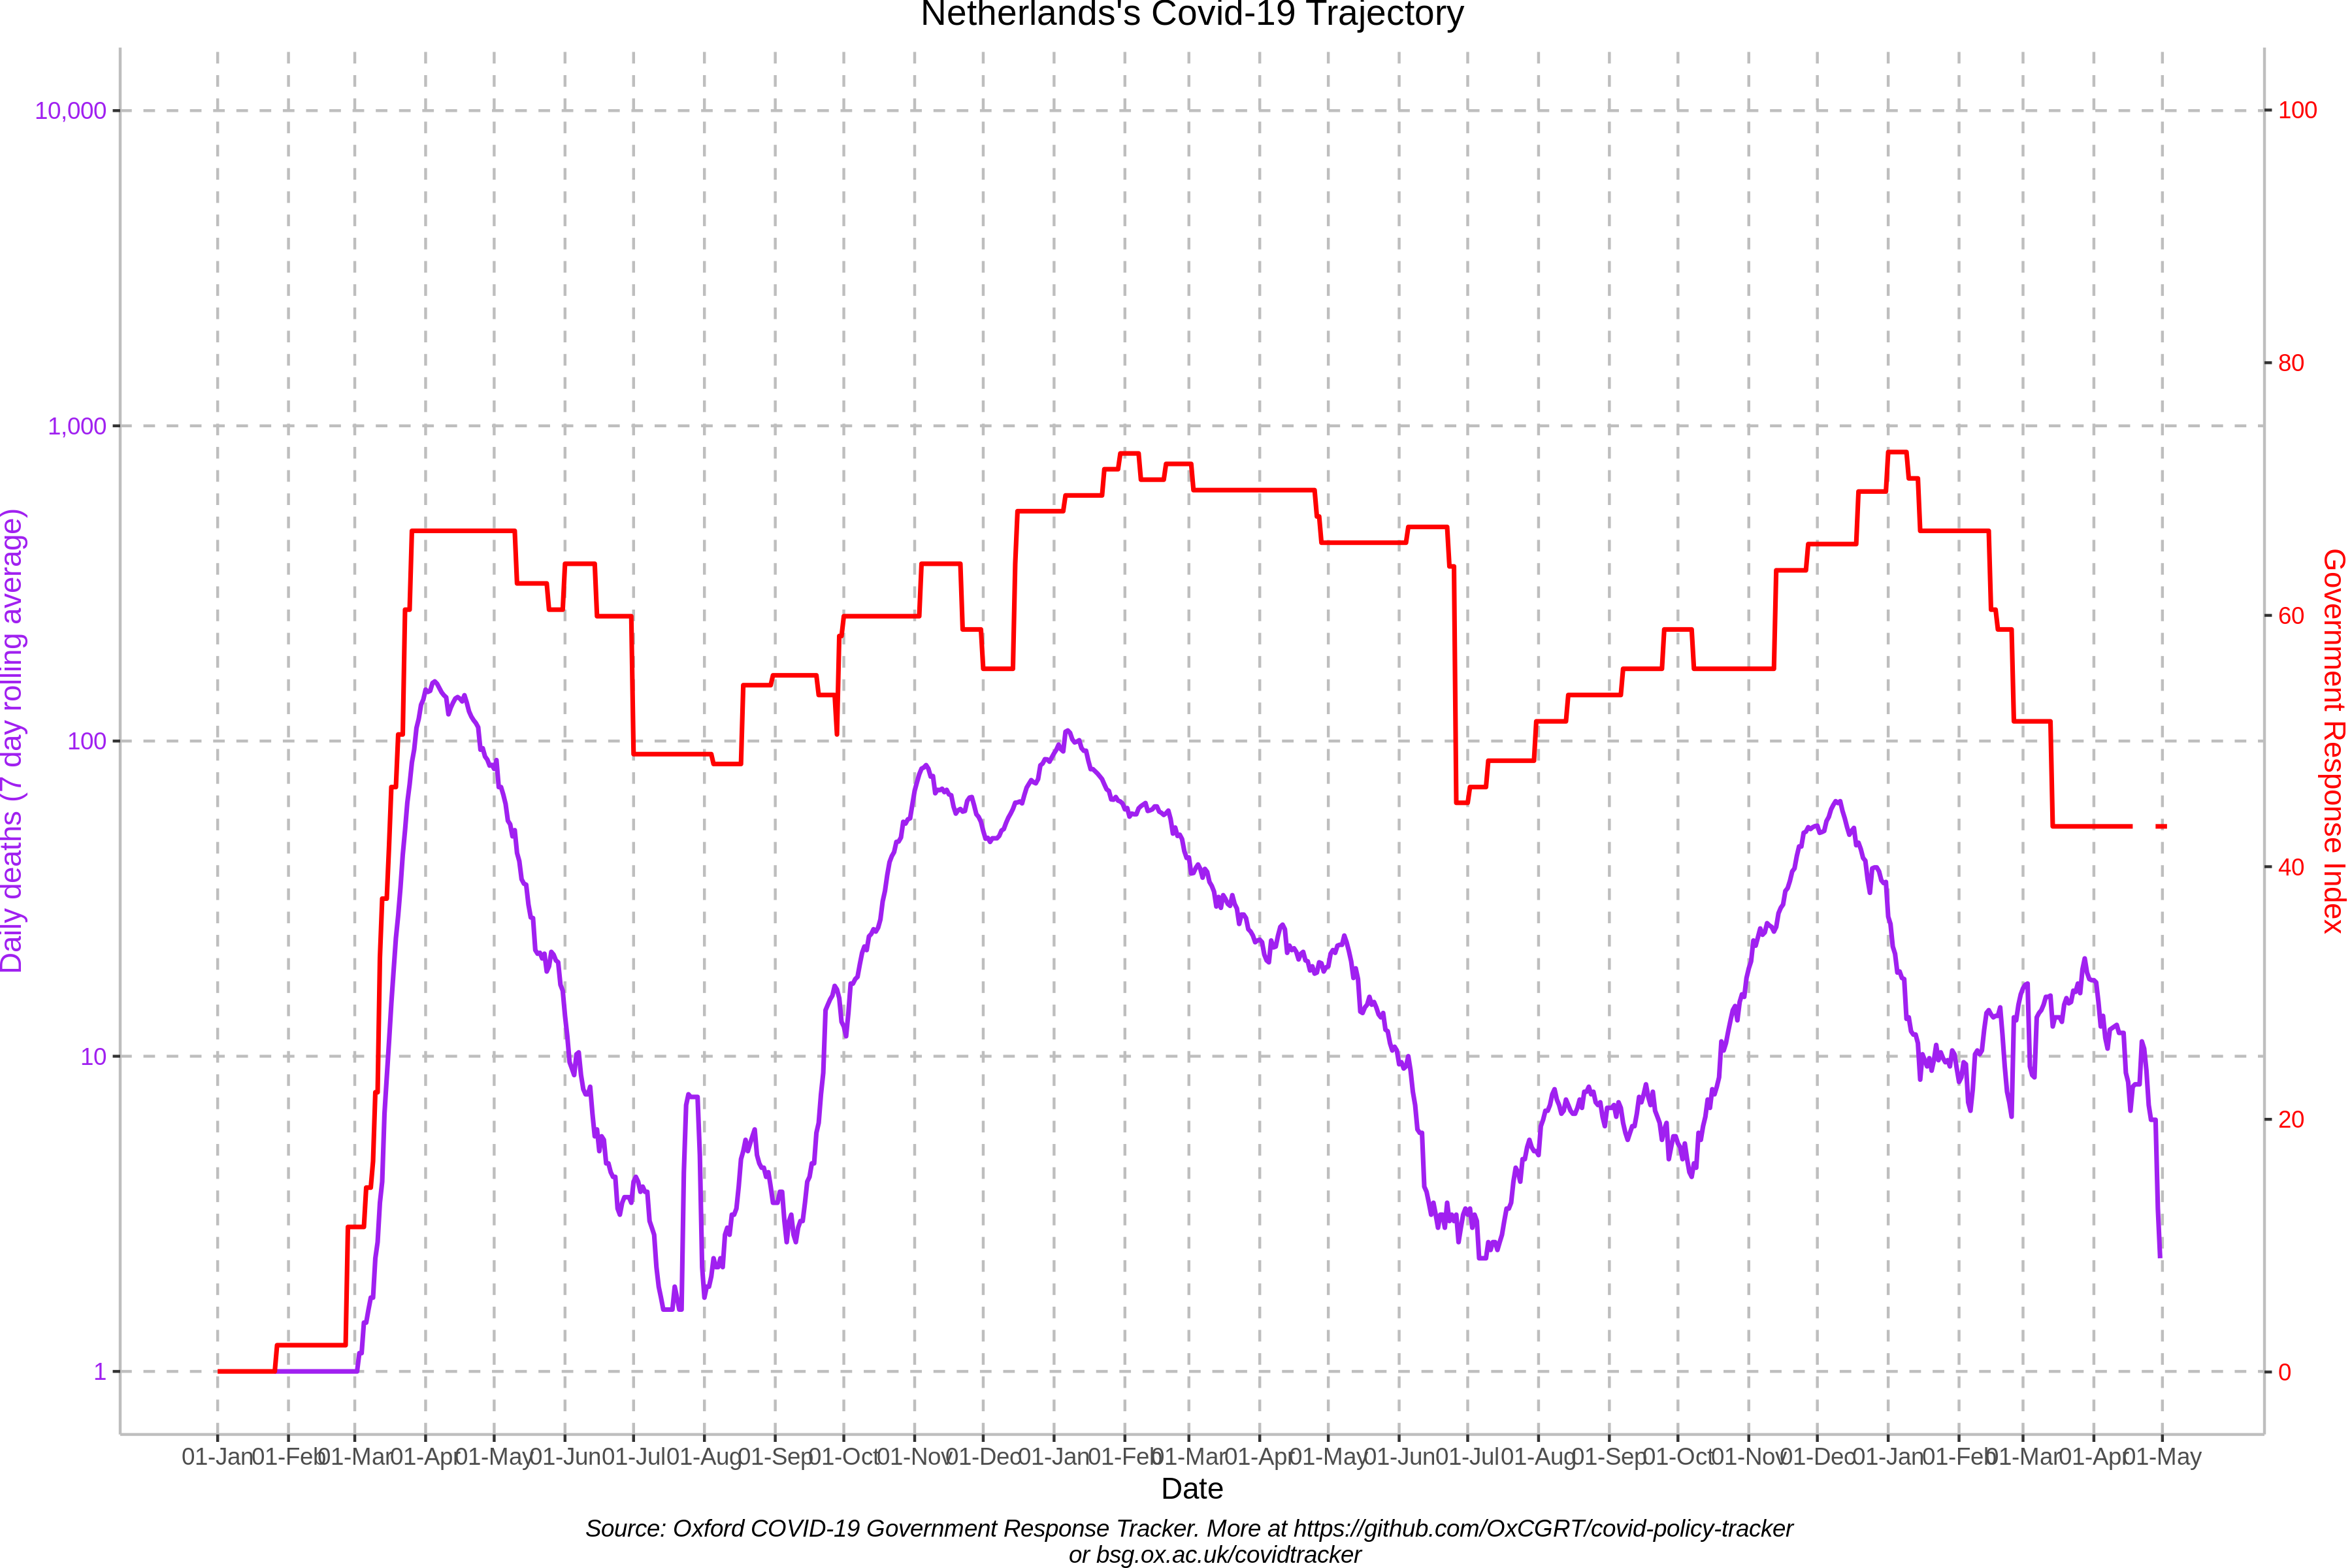 Netherlands's Covid-19 Trajectory
10,000
1,000
100
10
1
Daily deaths (7 day rolling average)
100
80
60
40
20
0
Government Response Index
01-Jan 01-Feb 01-Mar 01-Apr 01-May 01-Jun 01-Jul 01-Aug 01-Sep 01-Oct 01-Nov 01-Dec 01-Jan 01-Feb 01-Mar 01-Apr 01-May 01-Jun 01-Jul 01-Aug 01-Sep 01-Oct 01-Nov 01-Dec 01-Jan 01-Feb 01-Mar 01-Apr 01-May
Date
Source: Oxford COVID-19 Government Response Tracker. More at https://github.com/OxCGRT/covid-policy-tracker
or bsg.ox.ac.uk/covidtracker